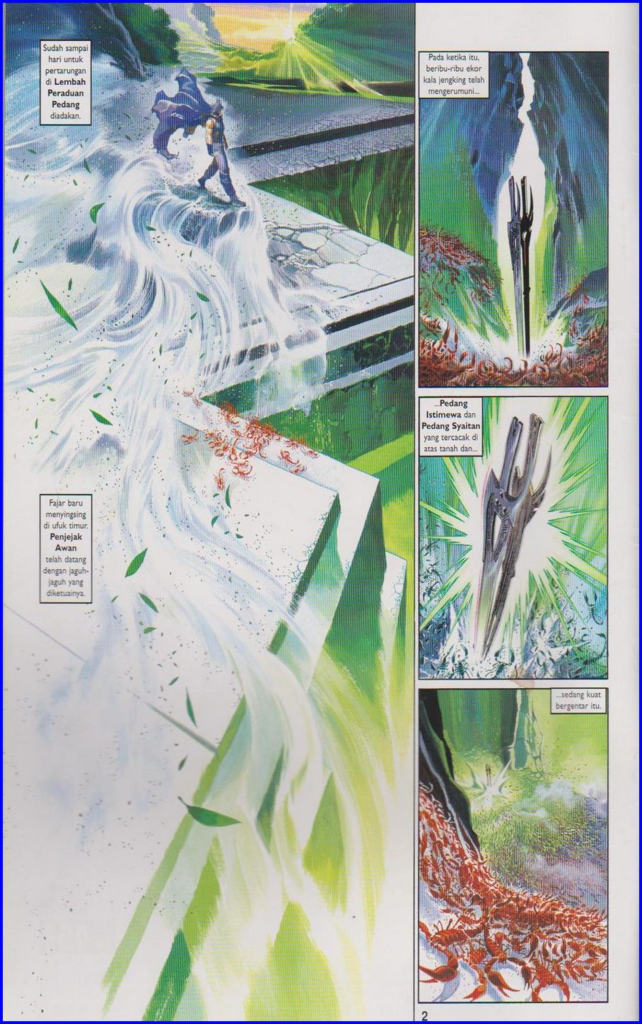 Sudah sampai
hari untuk
pertarungan
di Lembah
Peraduan
Pedang
diadakan.
Fajar baru
menyingsing
di ufuk timur.
Penjejak
Awan
telah datang
dengan jaguh-
jaguh yang
diketuainya.
Pada ketika itu,
beribu-ribu ekor
kala jengking telah
mengerumuni...
...Pedang
Istimewa dan
Pedang Syaitan
yang tercacak di
atas tanah dan...
...sedang kuat
bergentar itu.
2